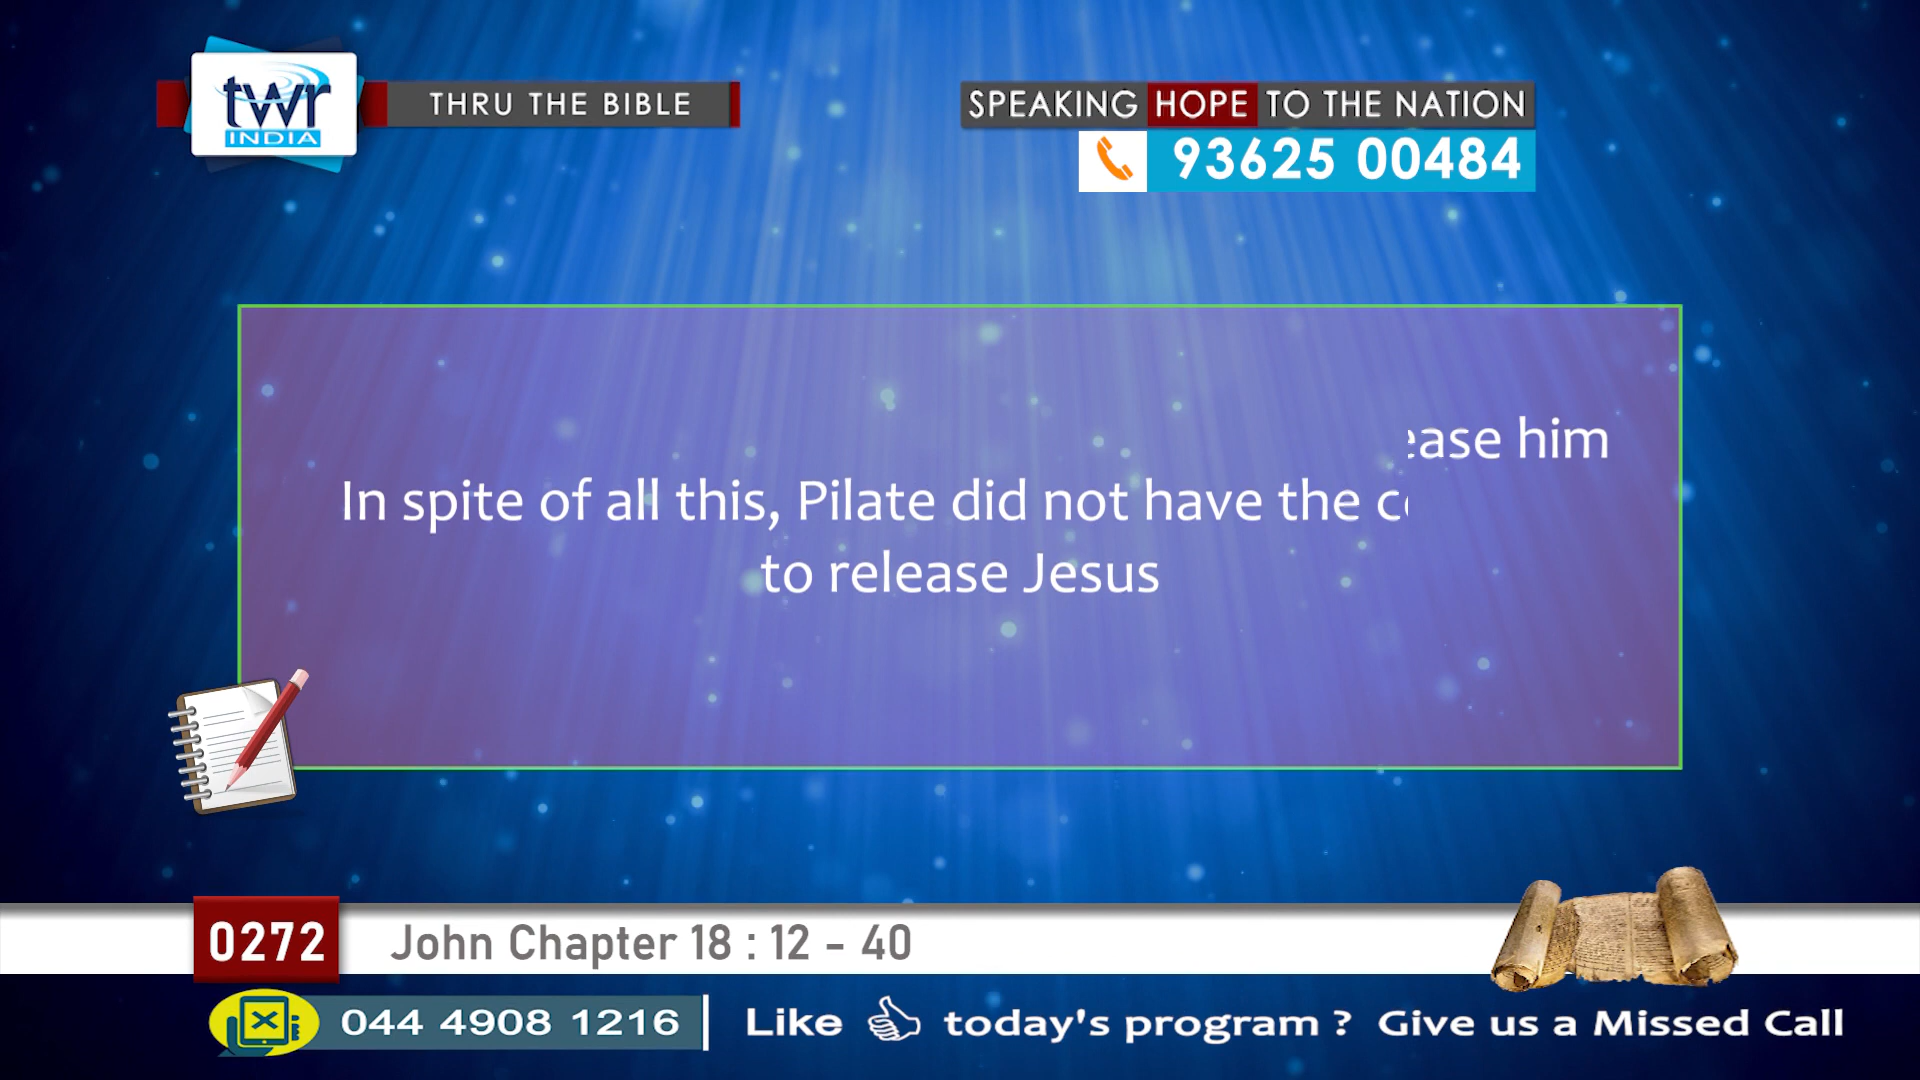 twr
INDIA
THRU THE BIBLE
SPEAKING HOPE TO THE NATION
93625 00484
him
In spite of all this, Pilate did not have the
to release Jesus
0272
John Chapter 18 : 12 - 40
044 4908 1216
Like today's program ? Give us a Missed Call